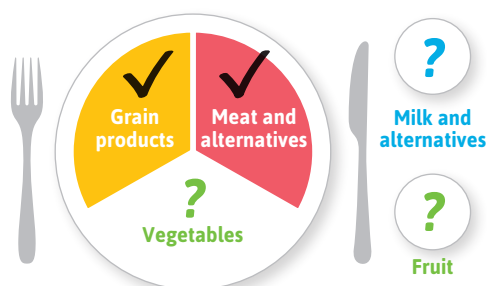 Grain
products
Meat and
alternatives
?
Vegetables
?
Milk and
alternatives
?
Fruit